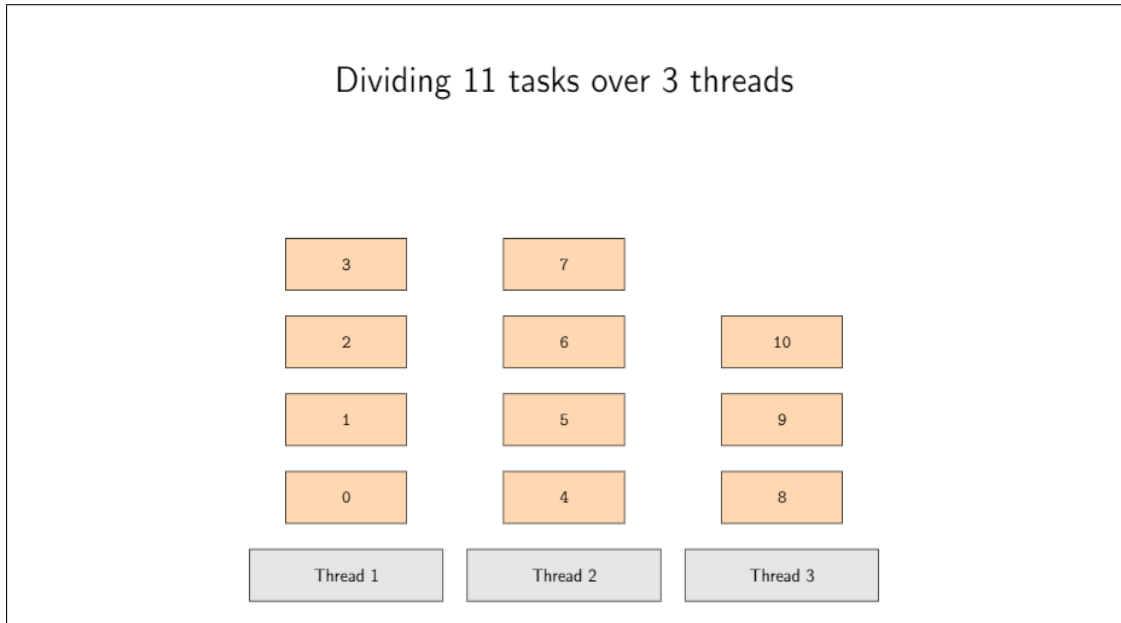 Dividing 11 tasks over 3 threads
3 7
2 6 10
1 5 9
0 4 8
Thread 1 Thread 2 Thread 3